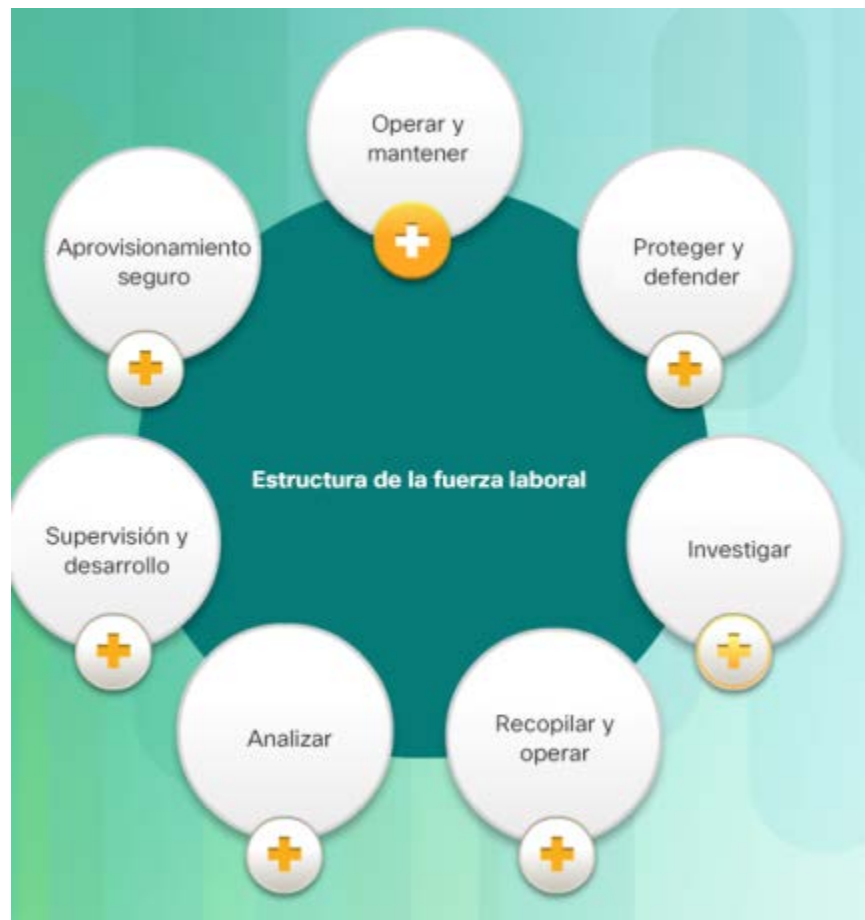 Operar y
mantener
Proteger y
defender
Investigar
Recopilar y
operar
Analizar
Supervisión y
desarrollo
Aprovisionamiento
seguro
Estructura de la fuerza laboral